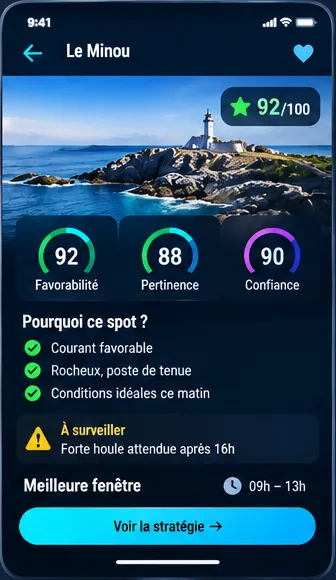 9:41
Le Minou
92/100
92
88
90
Favorabilité
Pertinence
Confiance
Pourquoi ce spot ?
Courant favorable
Rocheux, poste de tenue
Conditions idéales ce matin
À surveiller
Forte houle attendue après 16h
Meilleure fenêtre
09h – 13h
Voir la stratégie →